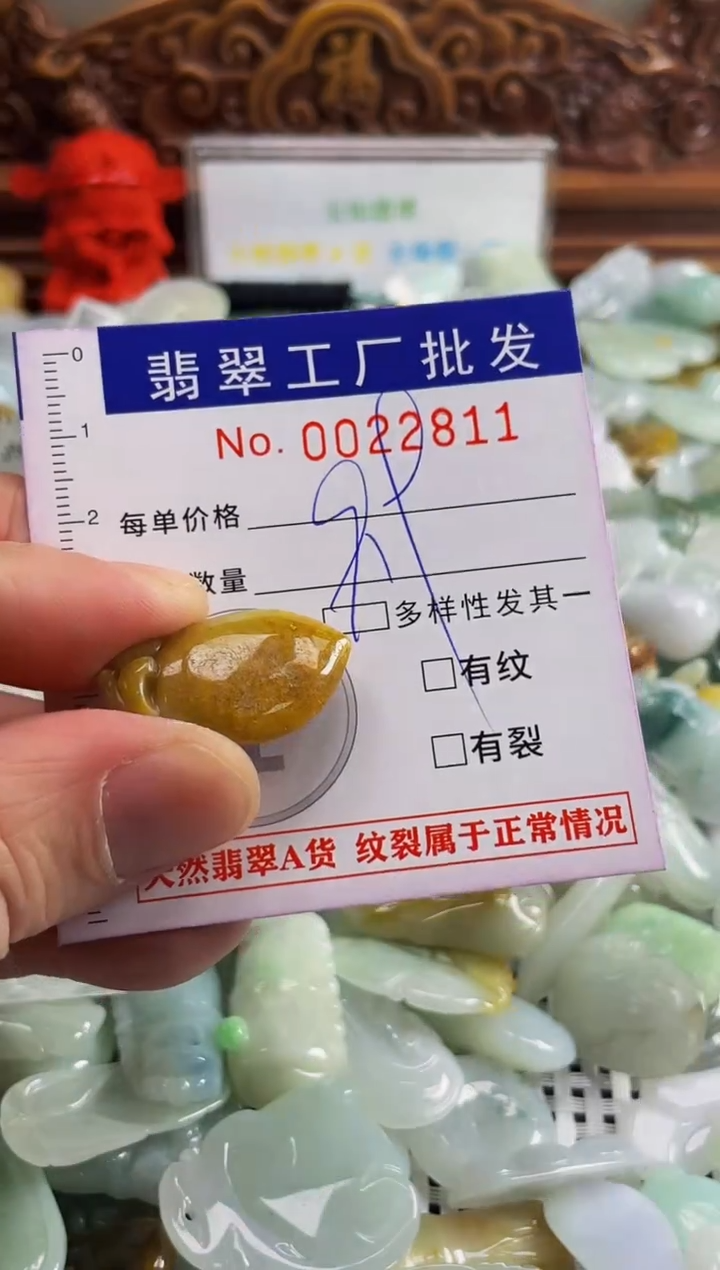 福
翡翠工厂批发
No. 0022811
0
1
2
每单价格
数量
多样性发其一
有纹
有裂
天然翡翠A货 纹裂属于正常情况